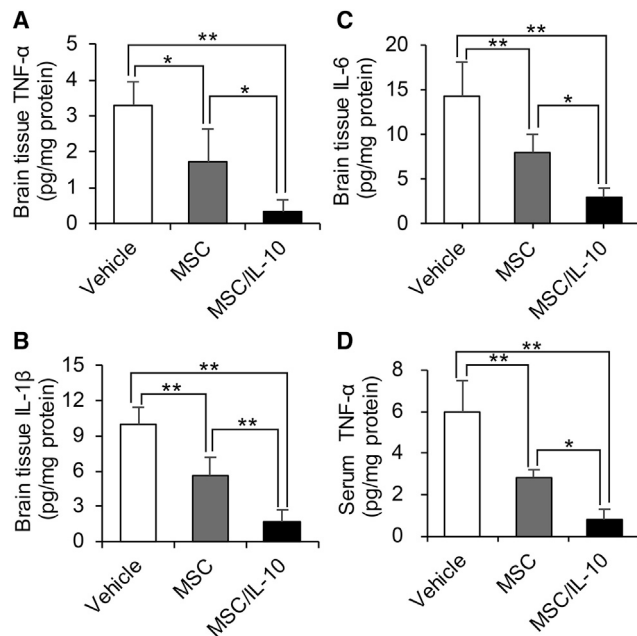 A
Brain tissue TNF-α
(pg/mg protein)
5
4
3
2
1
0
**
*
*
Vehicle
MSC
MSC/IL-10
C
Brain tissue IL-6
(pg/mg protein)
20
15
10
5
0
**
**
*
Vehicle
MSC
MSC/IL-10
B
Brain tissue IL-1β
(pg/mg protein)
15
12
9
6
3
0
**
**
**
Vehicle
MSC
MSC/IL-10
D
Serum TNF-α
(pg/mg protein)
8
6
4
2
0
**
**
*
Vehicle
MSC
MSC/IL-10